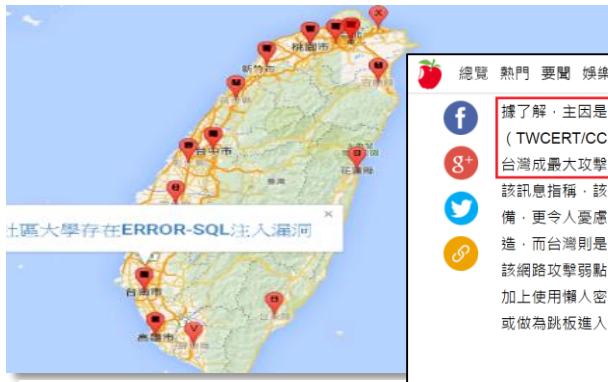 桃園市
新竹市
台中市
花蓮縣
臺灣
社區大學存在ERROR-SQL注入漏洞
台南市
高雄市
總覽 熱門 要聞 娛樂
據了解，主因是
（TWCERT/CC
台灣成最大攻擊
該訊息指稱，該
備，更令人憂慮
進，而台灣則是
該網路攻擊弱點
加上使用懶人密
或做為跳板進入